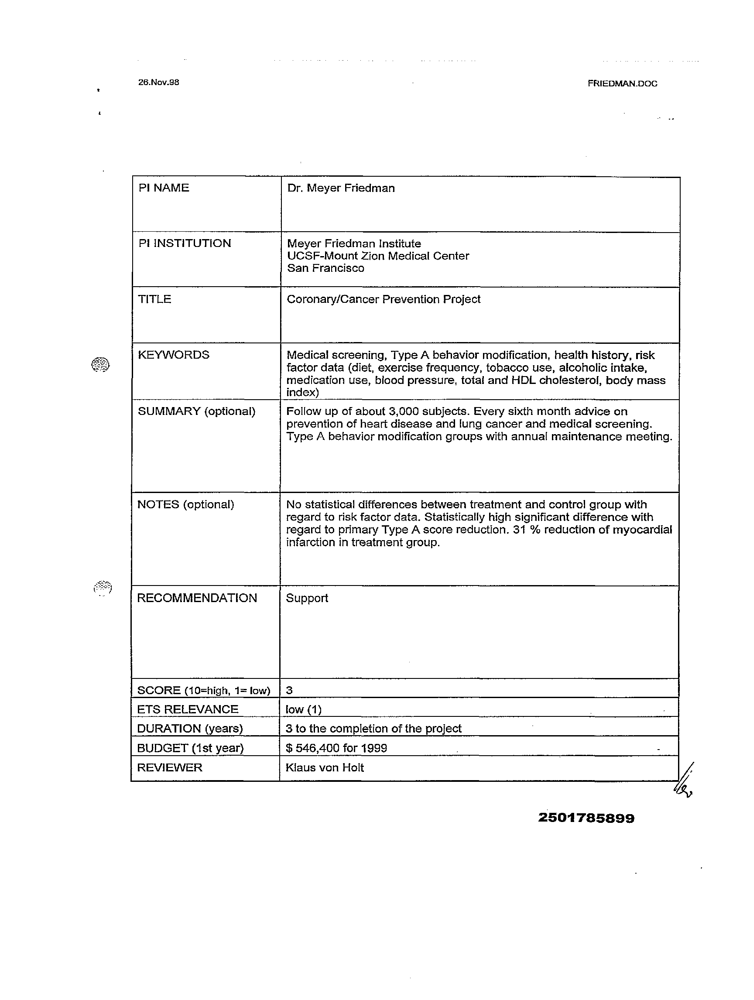 26.Nov.98
FRIEDMAN.DOC
PI NAME
Dr. Meyer Friedman
PI INSTITUTION
Meyer Friedman Institute
UCSF-Mount Zion Medical Center
San Francisco
TITLE
Coronary/Cancer Prevention Project
KEYWORDS
Medical screening, Type A behavior modification, health history, risk
factor data (diet, exercise frequency, tobacco use, alcoholic intake,
medication use, blood pressure, total and HDL cholesterol, body mass
index)
SUMMARY (optional)
Follow up of about 3,000 subjects. Every sixth month advice on
prevention of heart disease and lung cancer and medical screening.
Type A behavior modification groups with annual maintenance meeting.
NOTES (optional)
No statistical differences between treatment and control group with
regard to risk factor data. Statistically high significant difference with
regard to primary Type A score reduction. 31 % reduction of myocardial
infarction in treatment group.
RECOMMENDATION
Support
SCORE (10=high, 1= low)
3
ETS RELEVANCE
low (1)
DURATION (years)
3 to the completion of the project
BUDGET (1st year)
$ 546,400 for 1999
REVIEWER
Klaus von Holt
2501785899